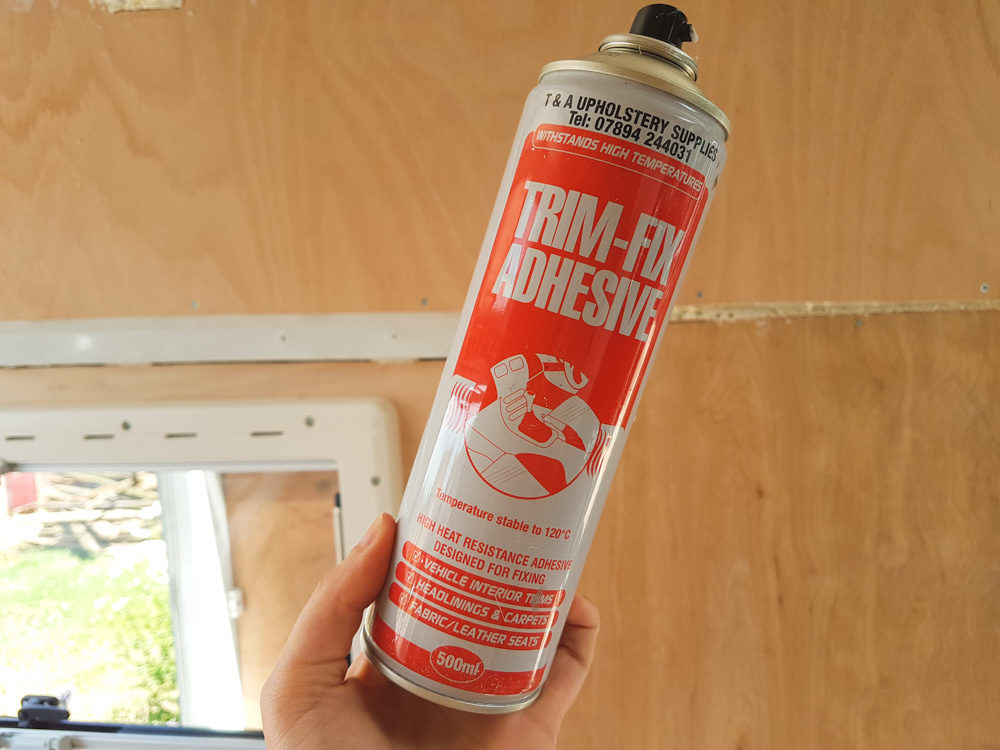 T & A UPHOLSTERY SUPPLIES
Tel: 07894 244031
WITHSTANDS HIGH TEMPERATURES
TRIM-FIX
ADHESIVE
Temperature stable to 120°C
HIGH HEAT RESISTANCE ADHESIVE
DESIGNED FOR FIXING
VEHICLE INTERIOR TRIMS
HEADLININGS & CARPETS
FABRIC/LEATHER SEATS
500ml